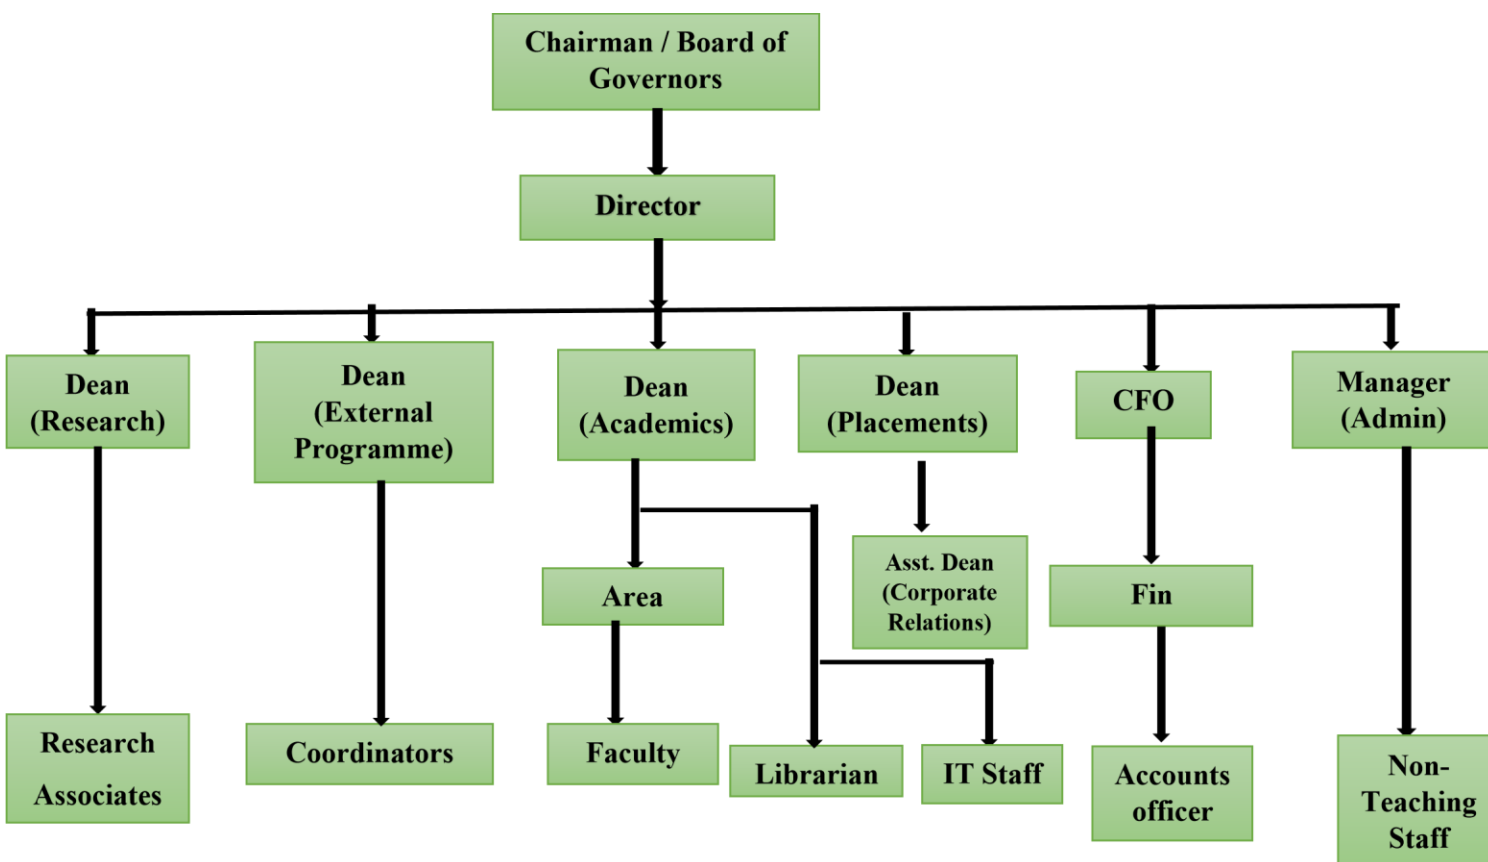 Chairman / Board of
Governors
Director
Dean
(Research)
Dean
(External
Programme)
Dean
(Academics)
Dean
(Placements)
CFO
Manager
(Admin)
Asst. Dean
(Corporate
Relations)
Area
Fin
Research
Associates
Coordinators
Faculty
Librarian
IT Staff
Accounts
officer
Non-
Teaching
Staff